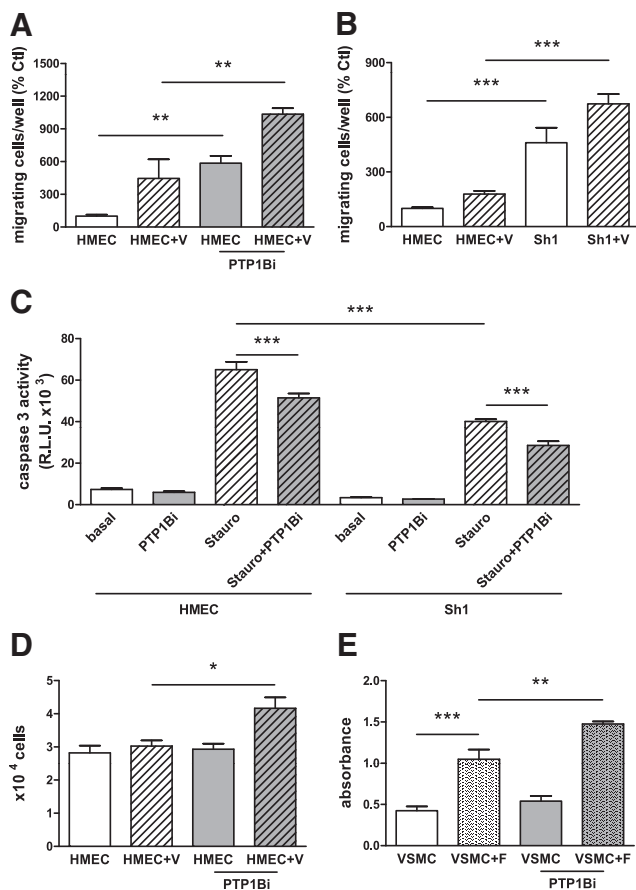 A
migrating cells/well (% Ctl)
1500
1200
900
600
300
0
**
**
HMEC
HMEC+V
HMEC
HMEC+V
PTP1Bi
B
migrating cells/well (% Ctl)
900
600
300
0
***
***
HMEC
HMEC+V
Sh1
Sh1+V
C
caspase 3 activity
(R.L.U. x10 3)
80
60
40
20
0
***
***
***
basal
PTP1Bi
Stauro
Stauro+PTP1Bi
basal
PTP1Bi
Stauro
Stauro+PTP1Bi
HMEC
Sh1
D
x10 4 cells
5
4
3
2
1
0
*
HMEC
HMEC+V
HMEC
HMEC+V
PTP1Bi
E
absorbance
2.0
1.5
1.0
0.5
0.0
***
**
VSMC
VSMC+F
VSMC
VSMC+F
PTP1Bi